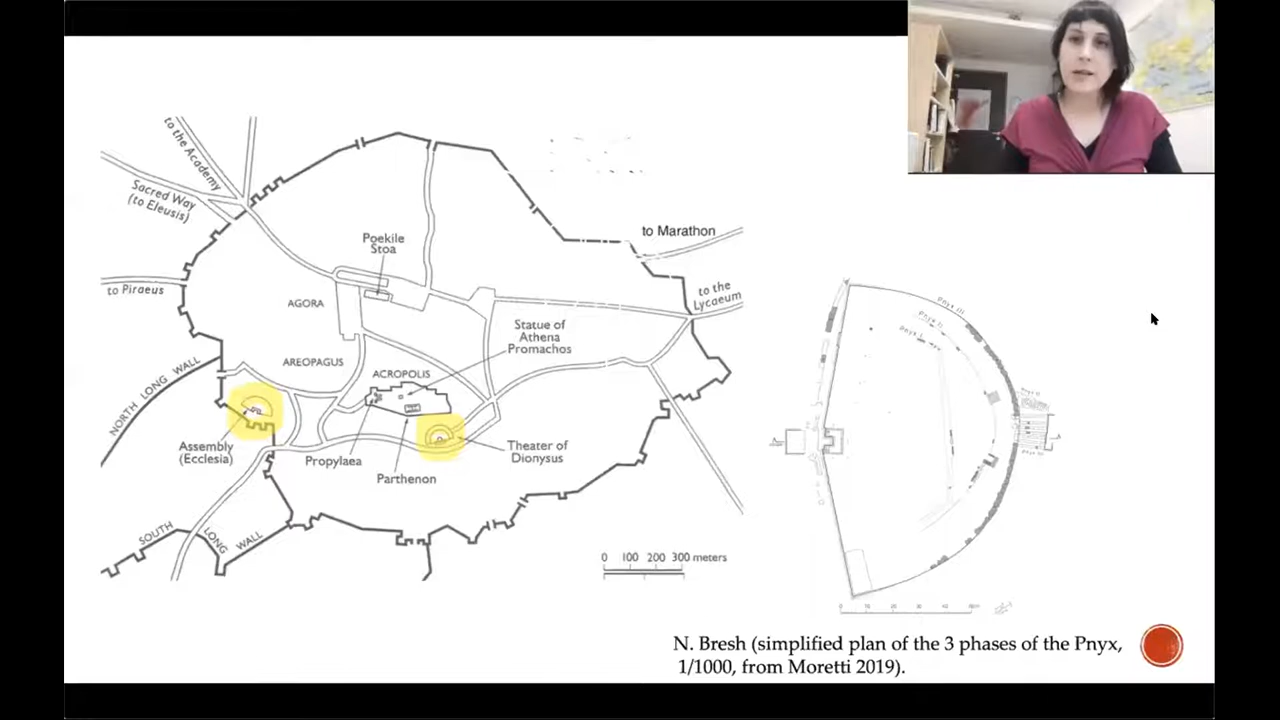 to the Academy
Sacred Way
(to Eleusis)
to Marathon
Poekile
Stoa
to Piraeus
to the
Lycaeum
AGORA
Statue of
Athena
Promachos
AREOPAGUS
ACROPOLIS
NORTH LONG WALL
Assembly
(Ecclesia)
Propylaea
Parthenon
Theater of
Dionysus
SOUTH LONG WALL
0 100 200 300 meters
Pnyx III
Pnyx II
Pnyx I
N. Bresh (simplified plan of the 3 phases of the Pnyx,
1/1000, from Moretti 2019).